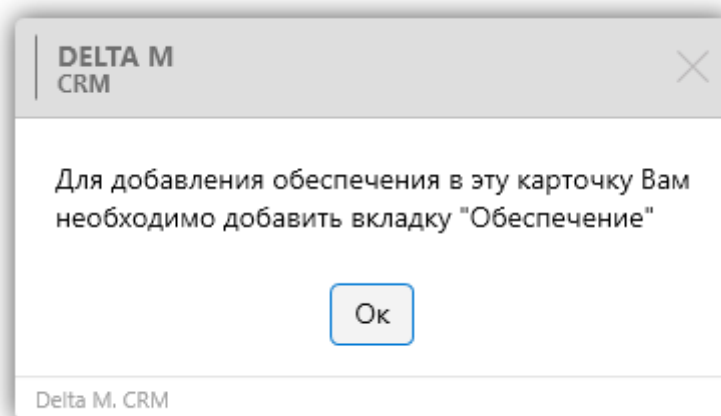 DELTA M
CRM
Для добавления обеспечения в эту карточку Вам
необходимо добавить вкладку "Обеспечение"
Ок
Delta M. CRM